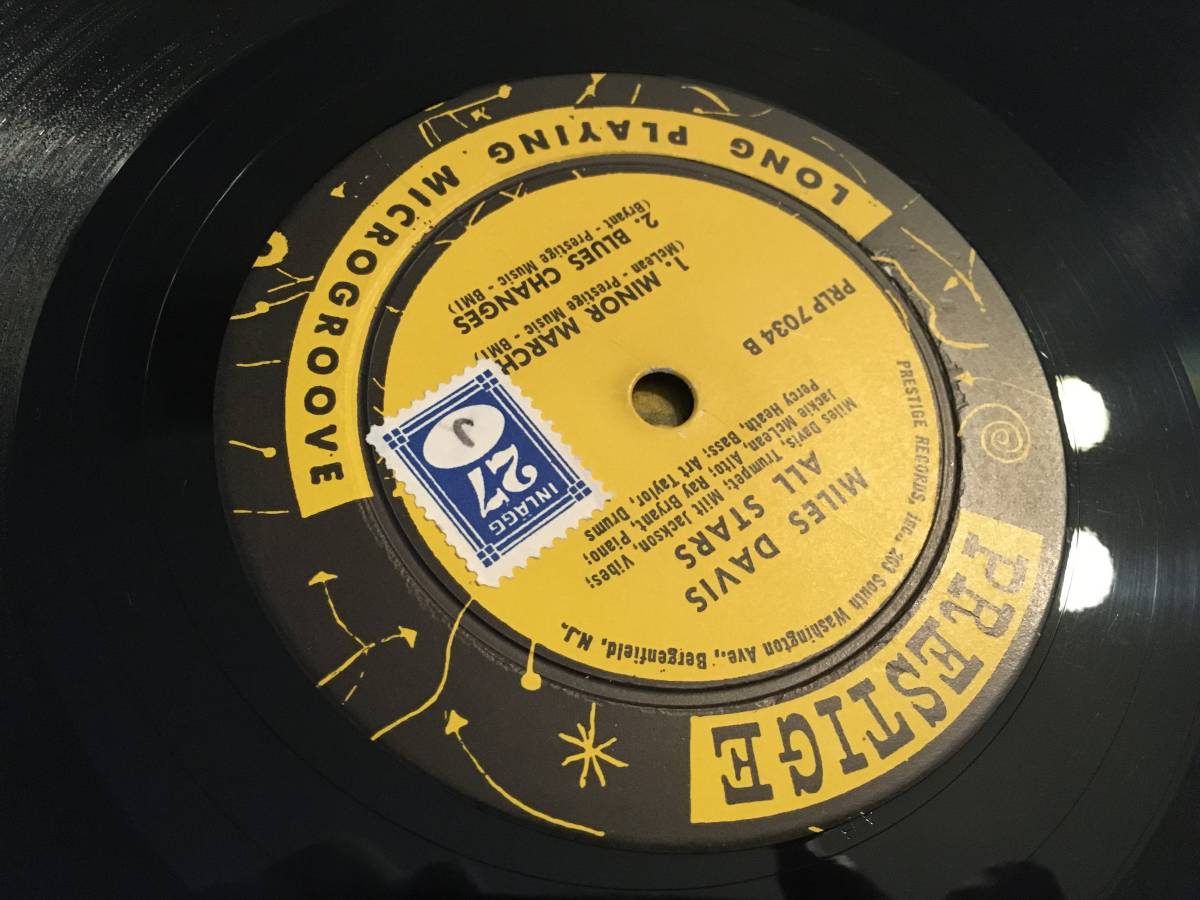 PRESTIGE
PRESTIGE RECORDS, INC., 203 South Washington Ave., Bergenfield, N.J.
MILES DAVIS
ALL STARS
Miles Davis, Trumpet; Milt Jackson, Vibes;
Jackie McLean, Alto; Ray Bryant, Piano;
Percy Heath, Bass; Art Taylor, Drums
PRLP 7034 B
1. MINOR MARCH
(McLean - Prestige Music - BMI)
2. BLUES CHANGES
(Bryant - Prestige Music - BMI)
LONG PLAYING MICROGROOVE
INLÄGG
27
J